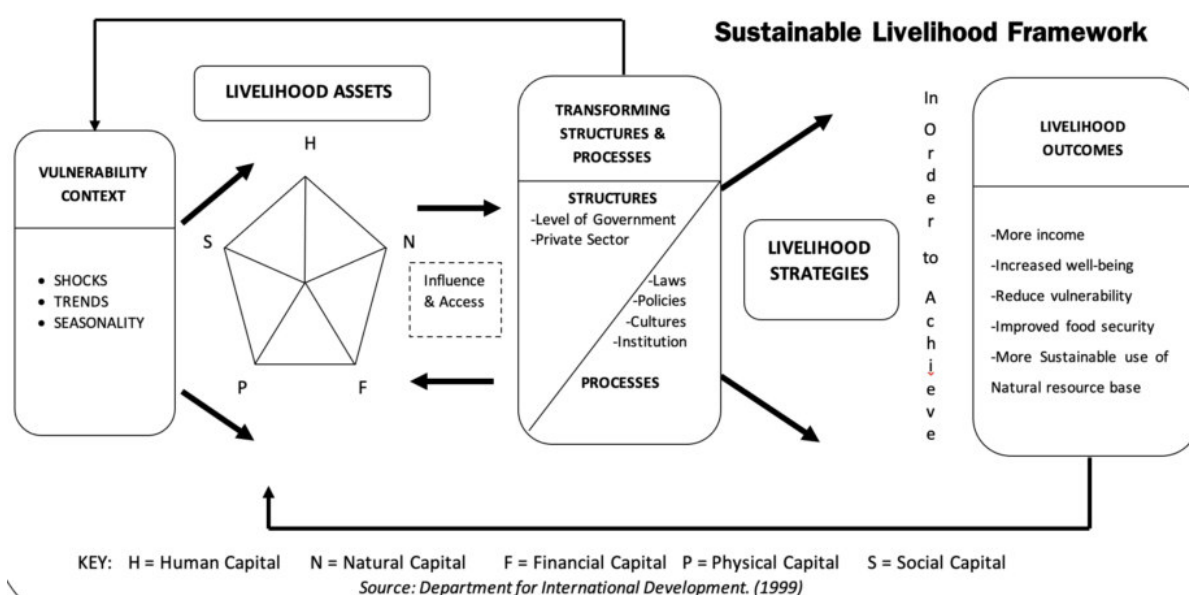 Sustainable Livelihood Framework
LIVELIHOOD ASSETS
VULNERABILITY
CONTEXT
• SHOCKS
• TRENDS
• SEASONALITY
H
S
N
P
F
Influence
& Access
TRANSFORMING
STRUCTURES &
PROCESSES
STRUCTURES
-Level of Government
-Private Sector
-Laws
-Policies
-Cultures
-Institution
PROCESSES
LIVELIHOOD
STRATEGIES
In
Order
to
Achieve
LIVELIHOOD
OUTCOMES
-More income
-Increased well-being
-Reduce vulnerability
-Improved food security
-More Sustainable use of
Natural resource base
KEY: H = Human Capital N = Natural Capital F = Financial Capital P = Physical Capital S = Social Capital
Source: Department for International Development. (1999)